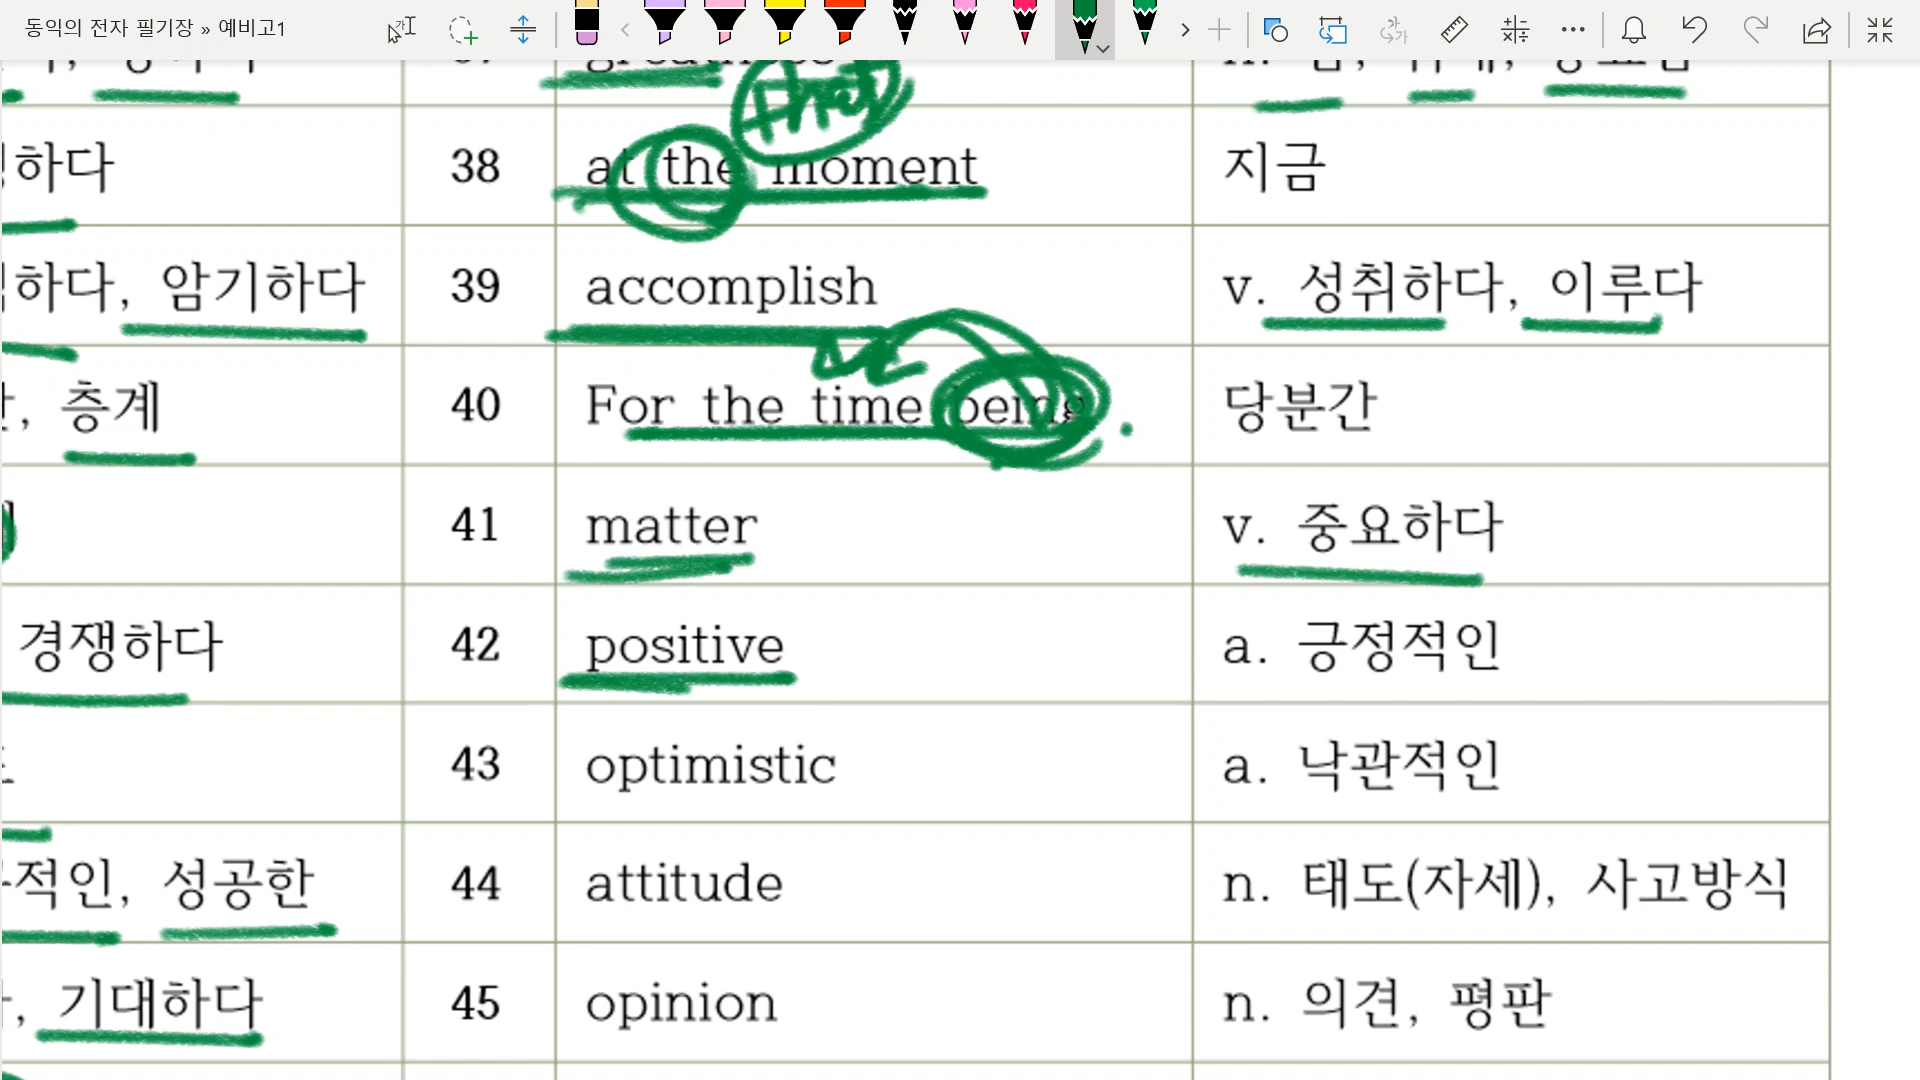 동익의 전자 필기장 » 예비고1
that
하다 38 at the moment 지금
하다, 암기하다 39 accomplish v. 성취하다, 이루다
, 층계 40 For the time being 당분간
41 matter v. 중요하다
경쟁하다 42 positive a. 긍정적인
43 optimistic a. 낙관적인
적인, 성공한 44 attitude n. 태도(자세), 사고방식
, 기대하다 45 opinion n. 의견, 평판